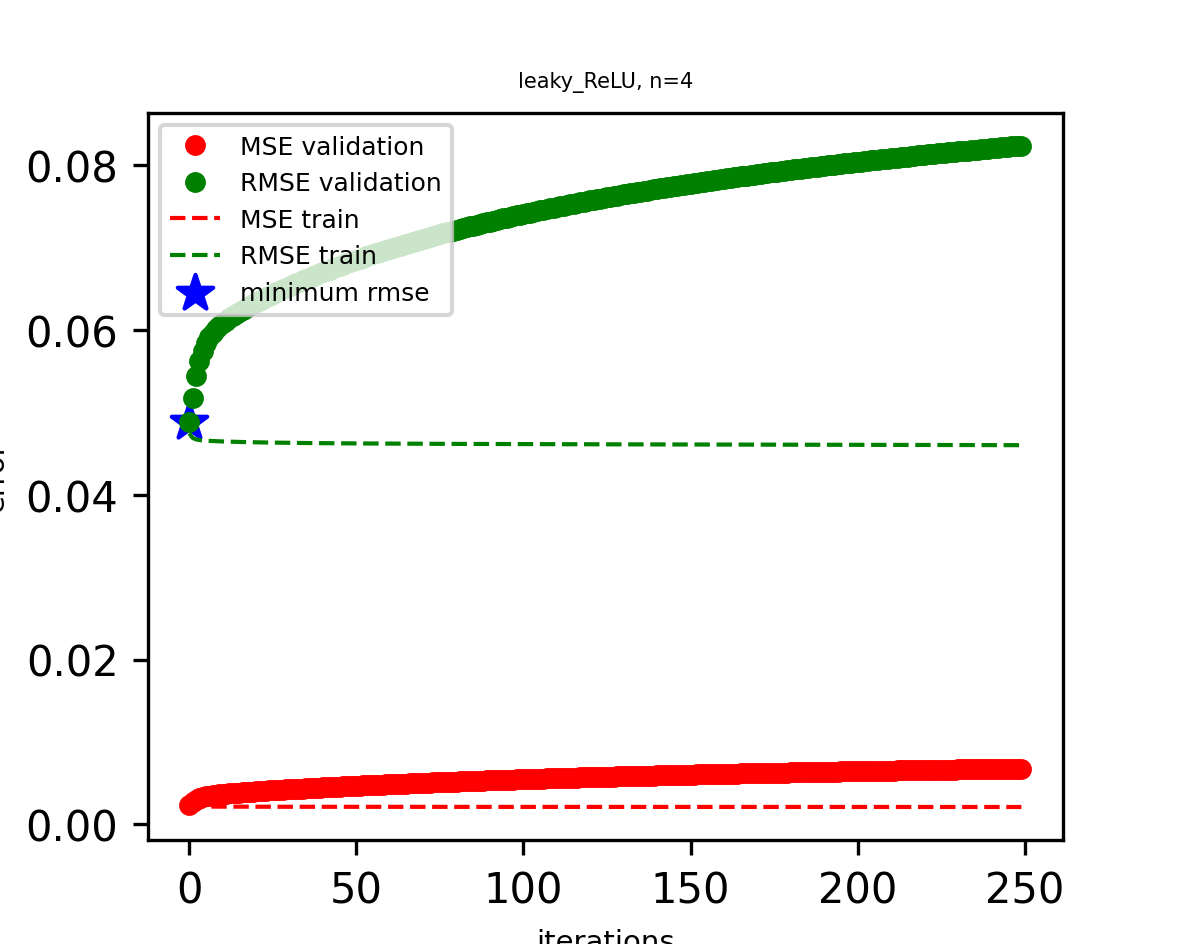 leaky_ReLU, n=4
MSE validation
RMSE validation
MSE train
RMSE train
minimum rmse
0.08
0.06
0.04
0.02
0.00
0 50 100 150 200 250
iterations